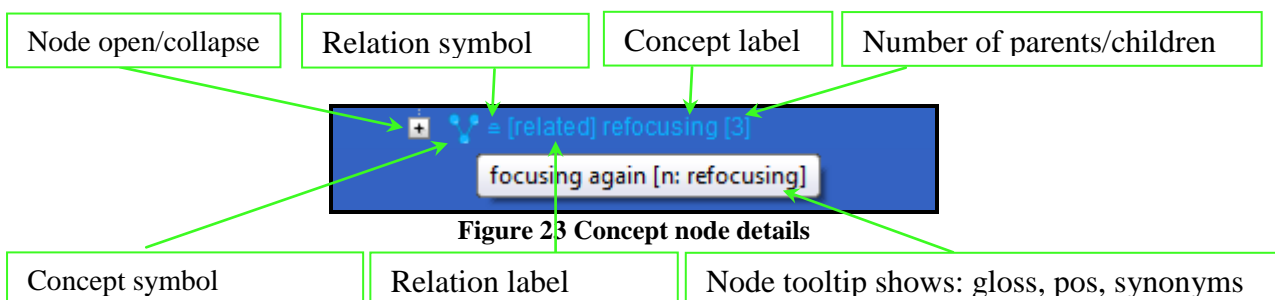 Node open/collapse
Relation symbol
Concept label
Number of parents/children
≘ [related] refocusing [3]
focusing again [n: refocusing]
Figure 23 Concept node details
Concept symbol
Relation label
Node tooltip shows: gloss, pos, synonyms